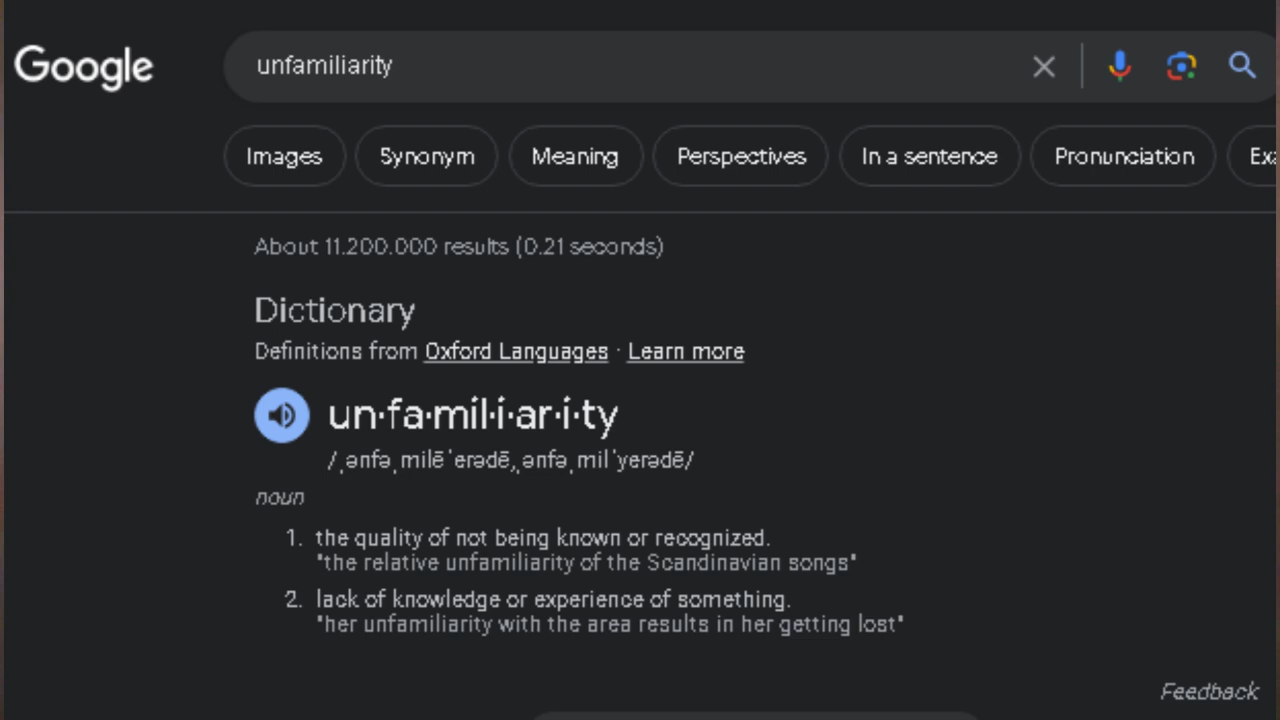 Google
unfamiliarity
Images Synonym Meaning Perspectives In a sentence Pronunciation
About 11.200.000 results (0.21 seconds)
Dictionary
Definitions from Oxford Languages · Learn more
un·fa·mil·i·ar·i·ty
/ˌənfəˌmilēˈerədē,ˌənfəˌmilˈyerədē/
noun
1. the quality of not being known or recognized.
"the relative unfamiliarity of the Scandinavian songs"
2. lack of knowledge or experience of something.
"her unfamiliarity with the area results in her getting lost"
Feedback